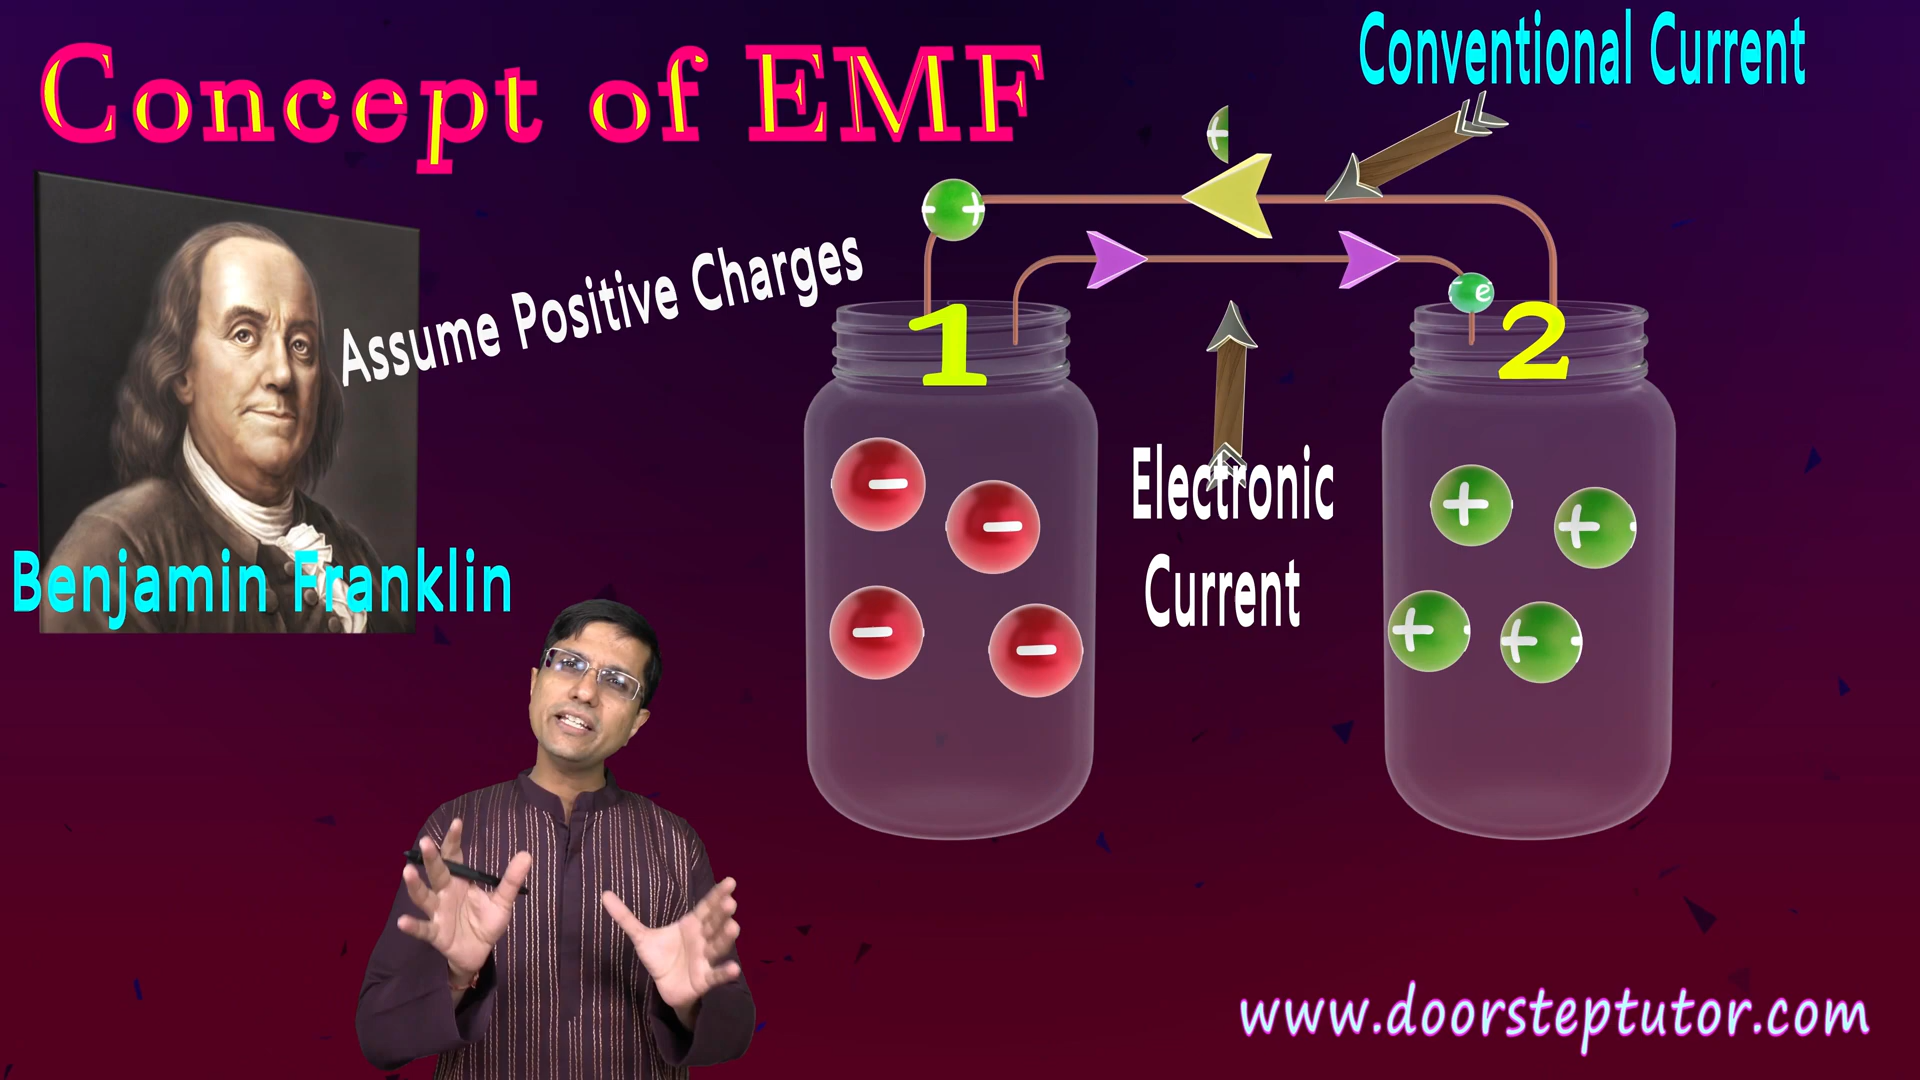 Concept of EMF
Conventional Current
Assume Positive Charges
1
2
e
Electronic
Current
Benjamin Franklin
www.doorsteptutor.com